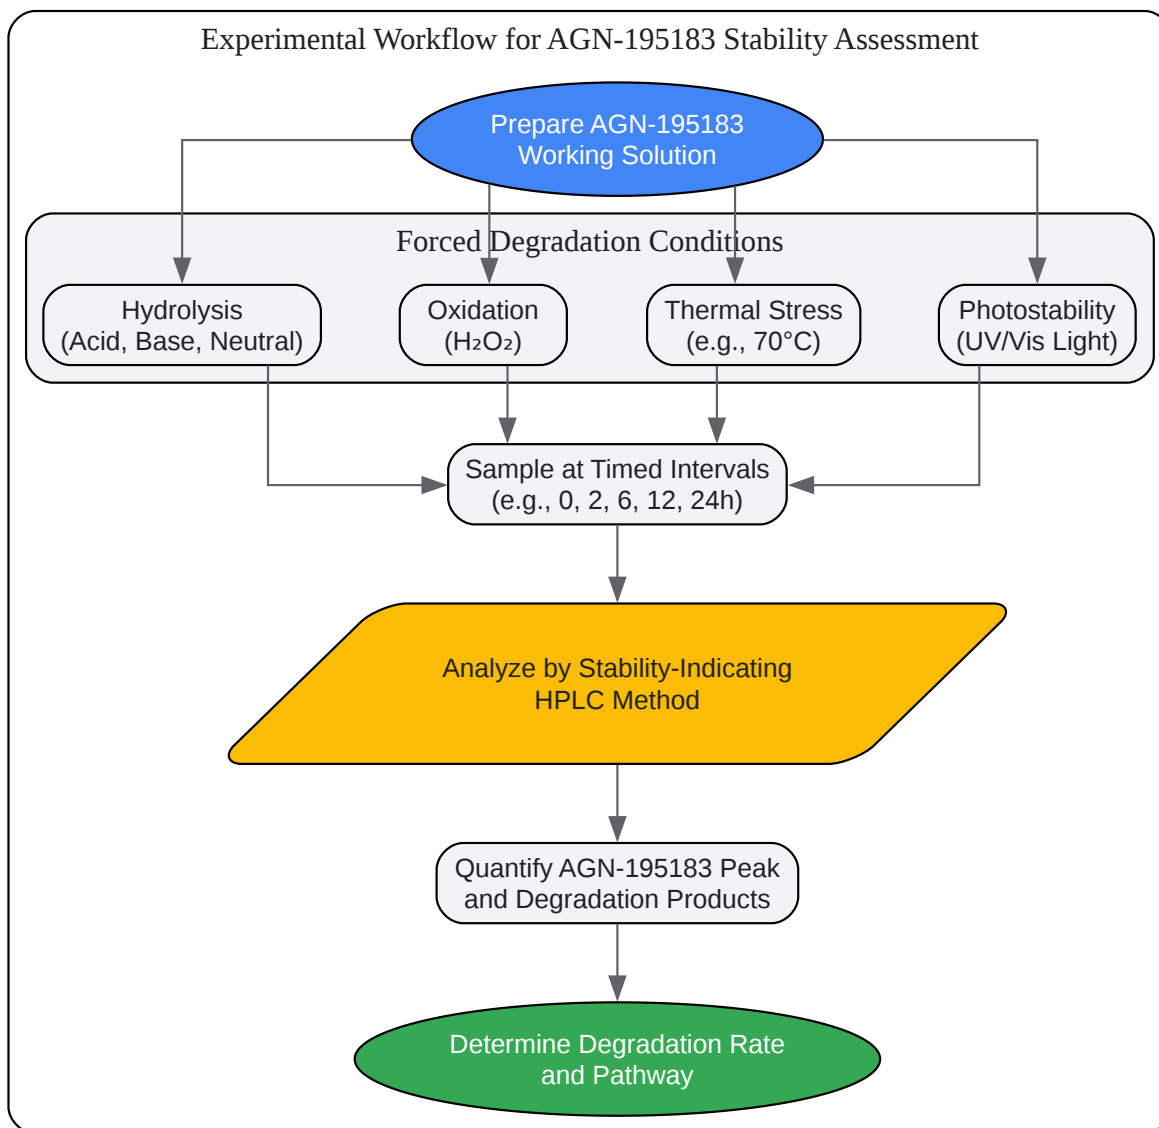 Experimental Workflow for AGN-195183 Stability Assessment
Prepare AGN-195183
Working Solution
Forced Degradation Conditions
Hydrolysis
(Acid, Base, Neutral)
Oxidation
(H₂O₂)
Thermal Stress
(e.g., 70°C)
Photostability
(UV/Vis Light)
Sample at Timed Intervals
(e.g., 0, 2, 6, 12, 24h)
Analyze by Stability-Indicating
HPLC Method
Quantify AGN-195183 Peak
and Degradation Products
Determine Degradation Rate
and Pathway